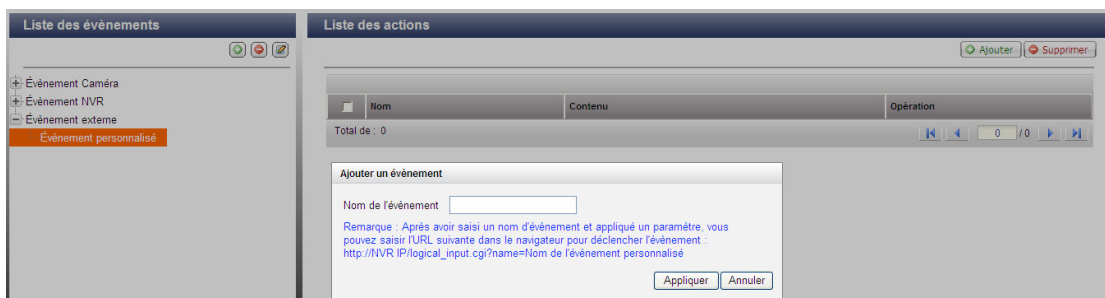 Liste des évènements
Liste des actions
Ajouter
Supprimer
Évènement Caméra
Évènement NVR
Évènement externe
Évènement personnalisé
Nom Contenu Opération
Total de : 0
0 /0
Ajouter un évènement
Nom de l'évènement
Remarque : Après avoir saisi un nom d'évènement et appliqué un paramètre, vous
pouvez saisir l'URL suivante dans le navigateur pour déclencher l'évènement :
http://NVR IP/logical_input.cgi?name=Nom de l'évènement personnalisé
Appliquer Annuler